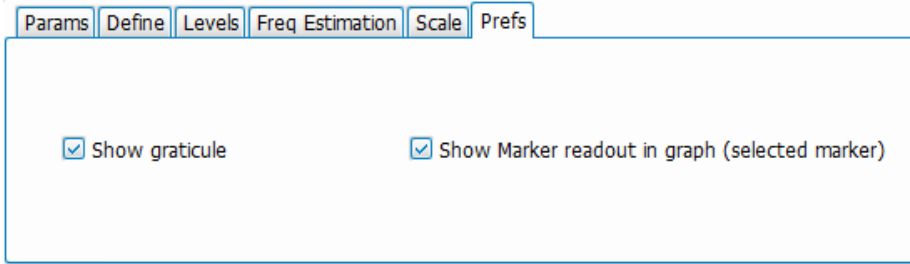 Params Define Levels Freq Estimation Scale Prefs
Show graticule Show Marker readout in graph (selected marker)